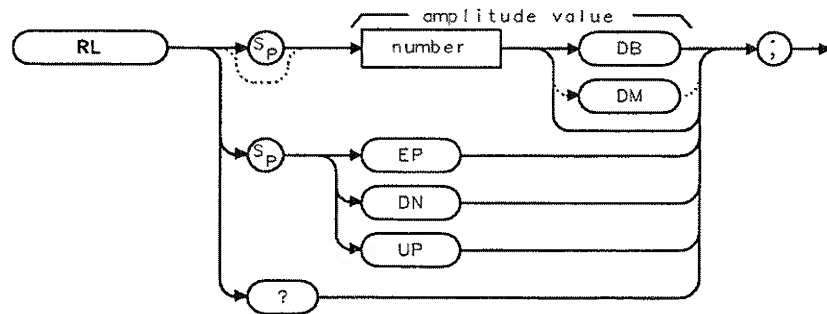 amplitude value
RL SP number DB ;
DM
SP EP
DN
UP
?